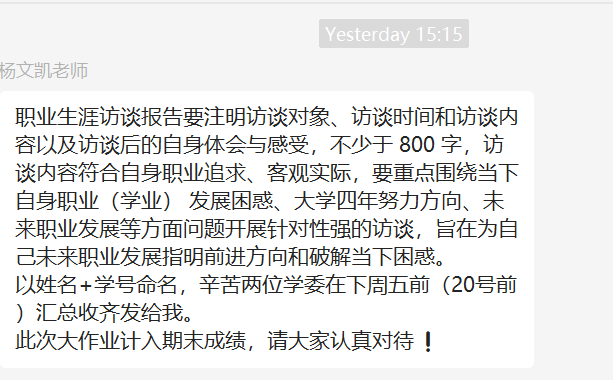 Yesterday 15:15
杨文凯老师
职业生涯访谈报告要注明访谈对象、访谈时间和访谈内
容以及访谈后的自身体会与感受，不少于 800 字，访
谈内容符合自身职业追求、客观实际，要重点围绕当下
自身职业（学业） 发展困惑、大学四年努力方向、未
来职业发展等方面问题开展针对性强的访谈，旨在为自
己未来职业发展指明前进方向和破解当下困惑。
以姓名+学号命名，辛苦两位学委在下周五前（20号前
）汇总收齐发给我。
此次大作业计入期末成绩，请大家认真对待❗